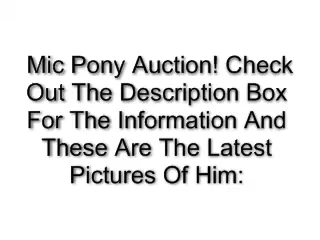 Mic Pony Auction! Check
Out The Description Box
For The Information And
These Are The Latest
Pictures Of Him: